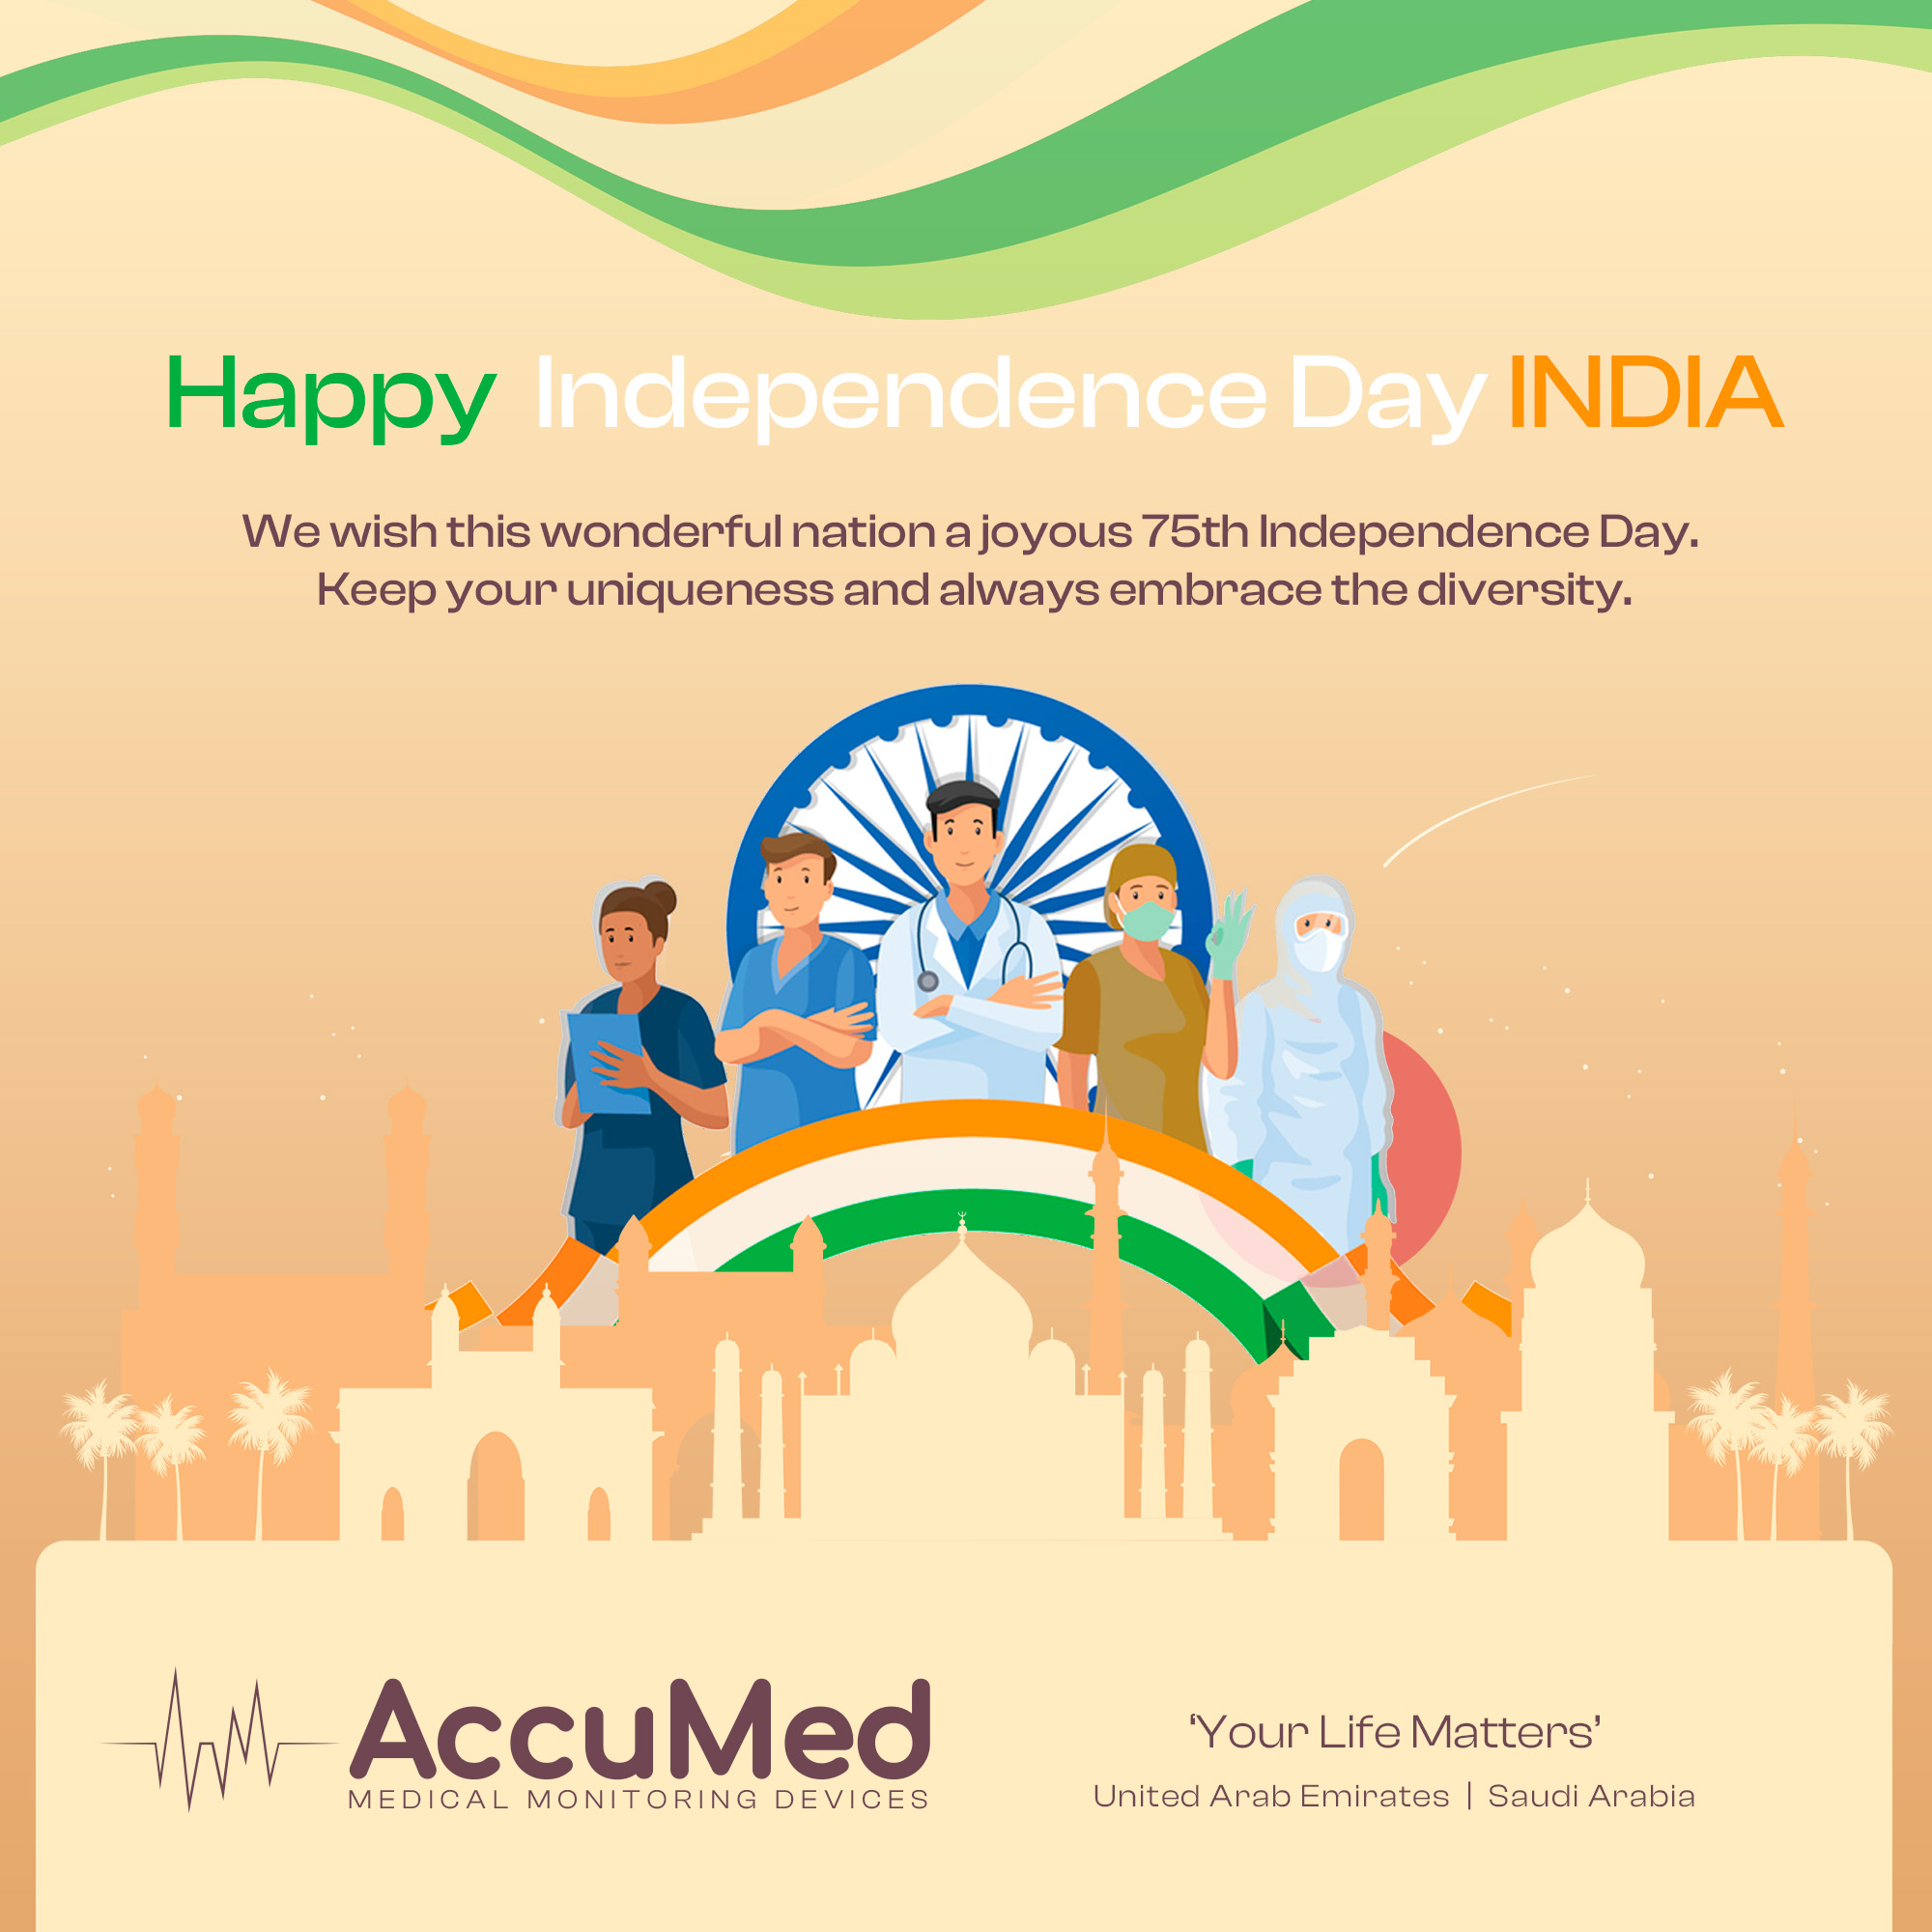 Happy Independence Day INDIA
We wish this wonderful nation a joyous 75th Independence Day.
Keep your uniqueness and always embrace the diversity.
AccuMed
MEDICAL MONITORING DEVICES
‘Your Life Matters’
United Arab Emirates | Saudi Arabia